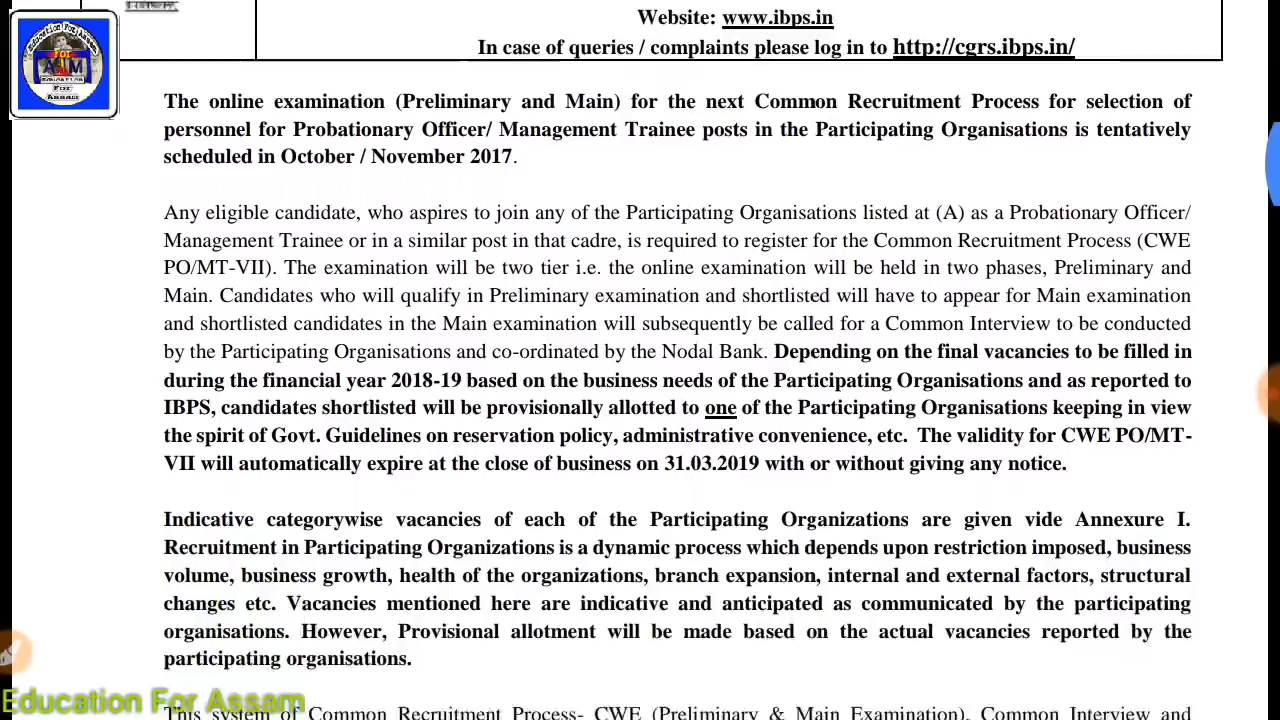 Website: www.ibps.in
In case of queries / complaints please log in to http://cgrs.ibps.in/
The online examination (Preliminary and Main) for the next Common Recruitment Process for selection of
personnel for Probationary Officer/ Management Trainee posts in the Participating Organisations is tentatively
scheduled in October / November 2017.
Any eligible candidate, who aspires to join any of the Participating Organisations listed at (A) as a Probationary Officer/
Management Trainee or in a similar post in that cadre, is required to register for the Common Recruitment Process (CWE
PO/MT-VII). The examination will be two tier i.e. the online examination will be held in two phases, Preliminary and
Main. Candidates who will qualify in Preliminary examination and shortlisted will have to appear for Main examination
and shortlisted candidates in the Main examination will subsequently be called for a Common Interview to be conducted
by the Participating Organisations and co-ordinated by the Nodal Bank. Depending on the final vacancies to be filled in
during the financial year 2018-19 based on the business needs of the Participating Organisations and as reported to
IBPS, candidates shortlisted will be provisionally allotted to one of the Participating Organisations keeping in view
the spirit of Govt. Guidelines on reservation policy, administrative convenience, etc. The validity for CWE PO/MT-
VII will automatically expire at the close of business on 31.03.2019 with or without giving any notice.
Indicative categorywise vacancies of each of the Participating Organizations are given vide Annexure I.
Recruitment in Participating Organizations is a dynamic process which depends upon restriction imposed, business
volume, business growth, health of the organizations, branch expansion, internal and external factors, structural
changes etc. Vacancies mentioned here are indicative and anticipated as communicated by the participating
organisations. However, Provisional allotment will be made based on the actual vacancies reported by the
participating organisations.
Education For Assam
This system of Common Recruitment Process- CWE (Preliminary & Main Examination), Common Interview and